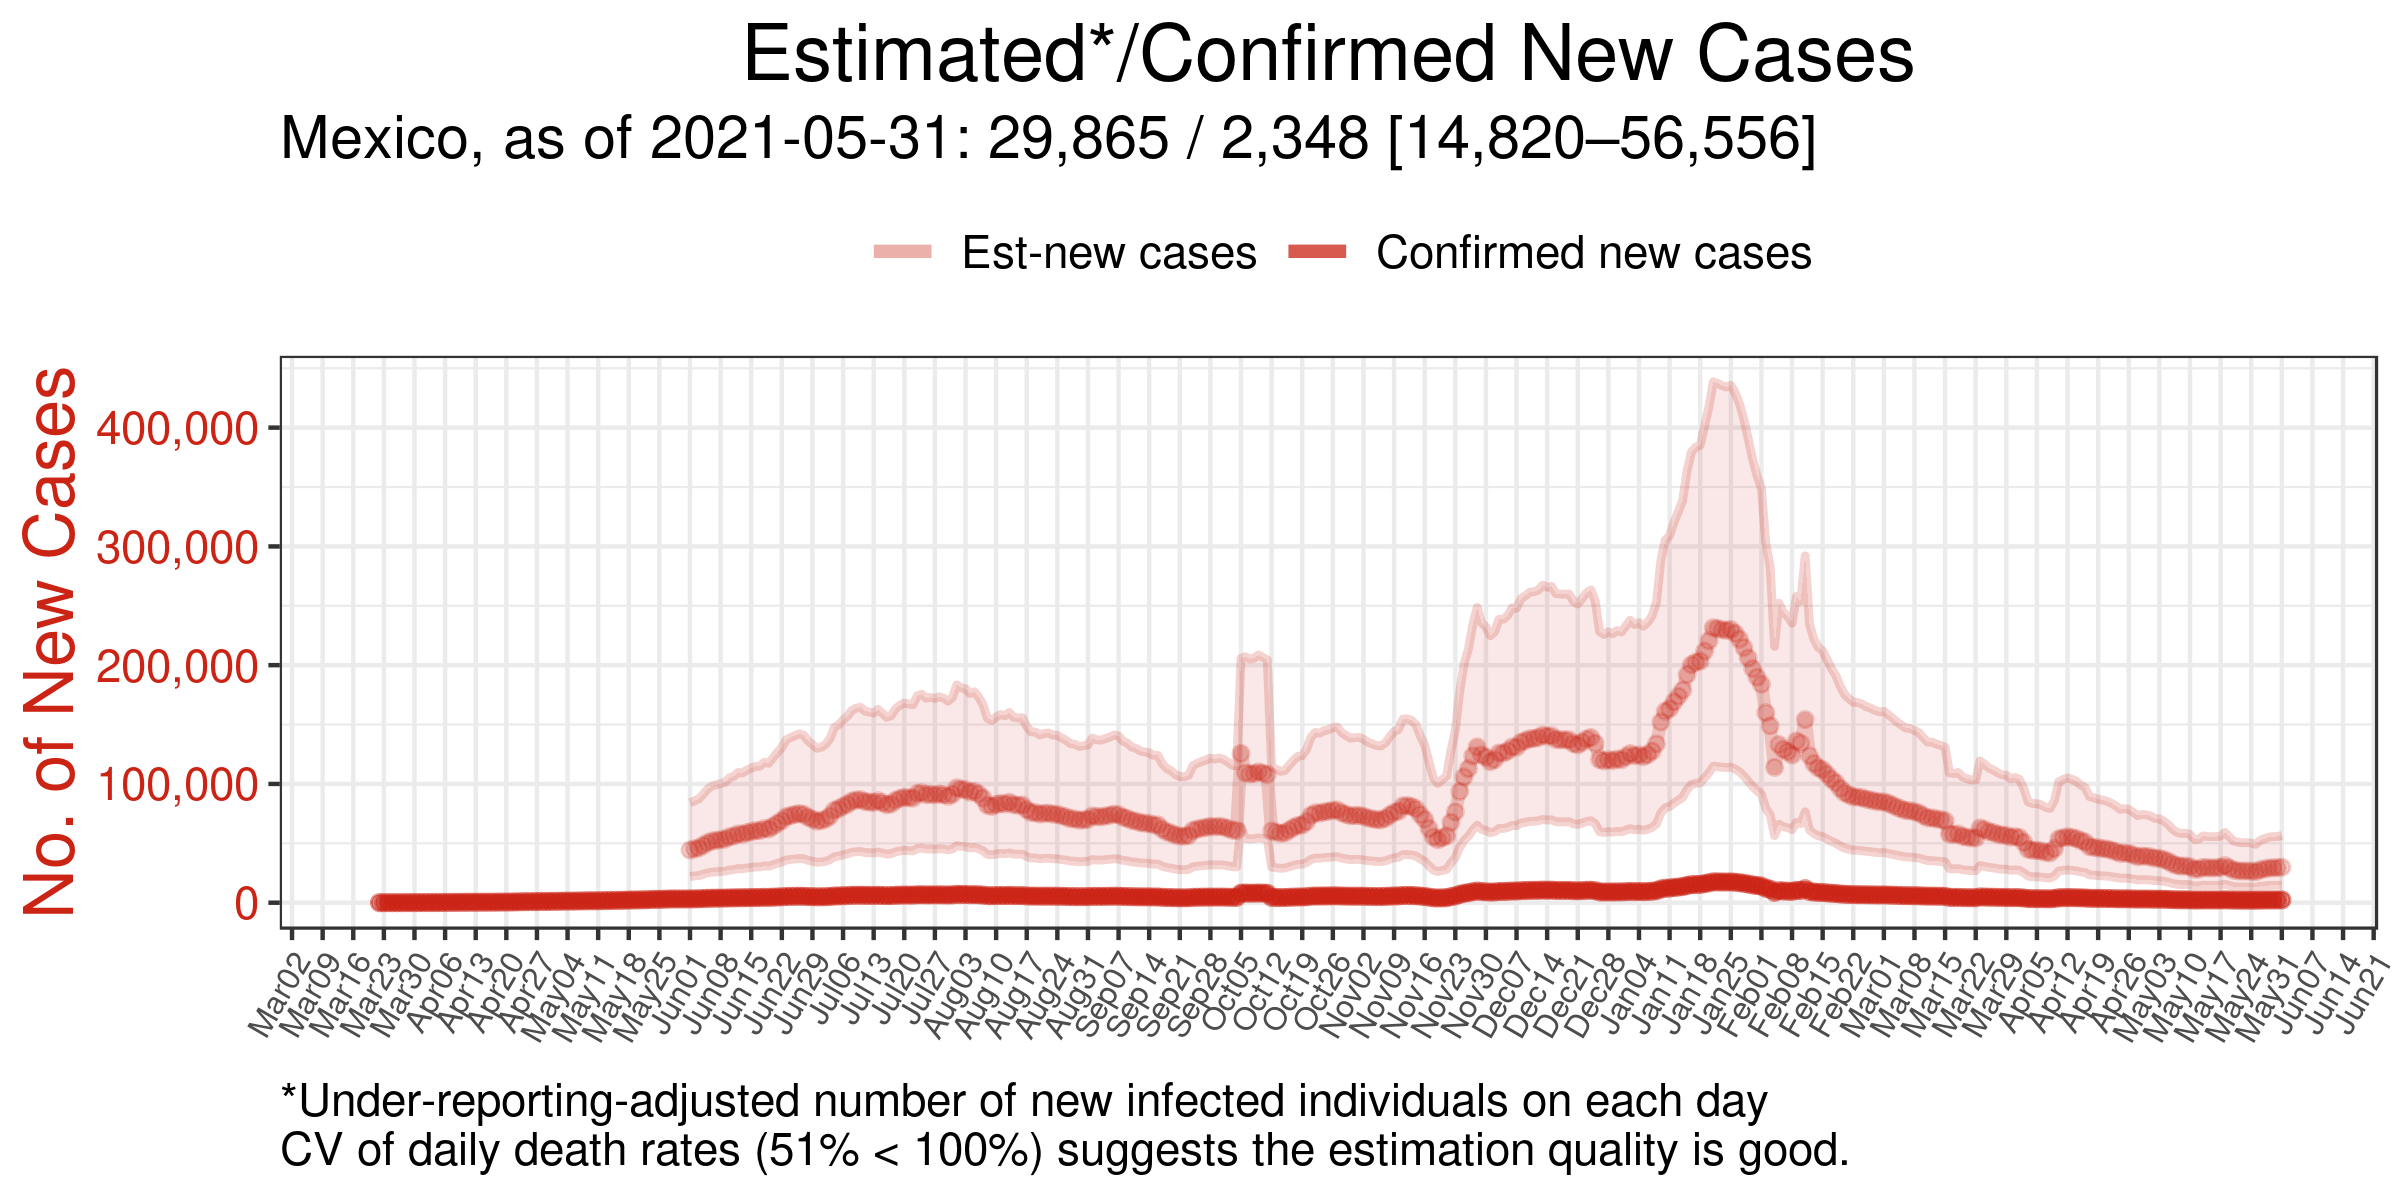 Estimated*/Confirmed New Cases
Mexico, as of 2021-05-31: 29,865 / 2,348 [14,820–56,556]
Est-new cases Confirmed new cases
No. of New Cases
400,000
300,000
200,000
100,000
0
Mar02 Mar09 Mar16 Mar23 Mar30 Apr06 Apr13 Apr20 Apr27 May04 May11 May18 May25 Jun01 Jun08 Jun15 Jun22 Jun29 Jul06 Jul13 Jul20 Jul27 Aug03 Aug10 Aug17 Aug24 Aug31 Sep07 Sep14 Sep21 Sep28 Oct05 Oct12 Oct19 Oct26 Nov02 Nov09 Nov16 Nov23 Nov30 Dec07 Dec14 Dec21 Dec28 Jan04 Jan11 Jan18 Jan25 Feb01 Feb08 Feb15 Feb22 Mar01 Mar08 Mar15 Mar22 Mar29 Apr05 Apr12 Apr19 Apr26 May03 May10 May17 May24 May31 Jun07 Jun14 Jun21
*Under-reporting-adjusted number of new infected individuals on each day
CV of daily death rates (51% < 100%) suggests the estimation quality is good.